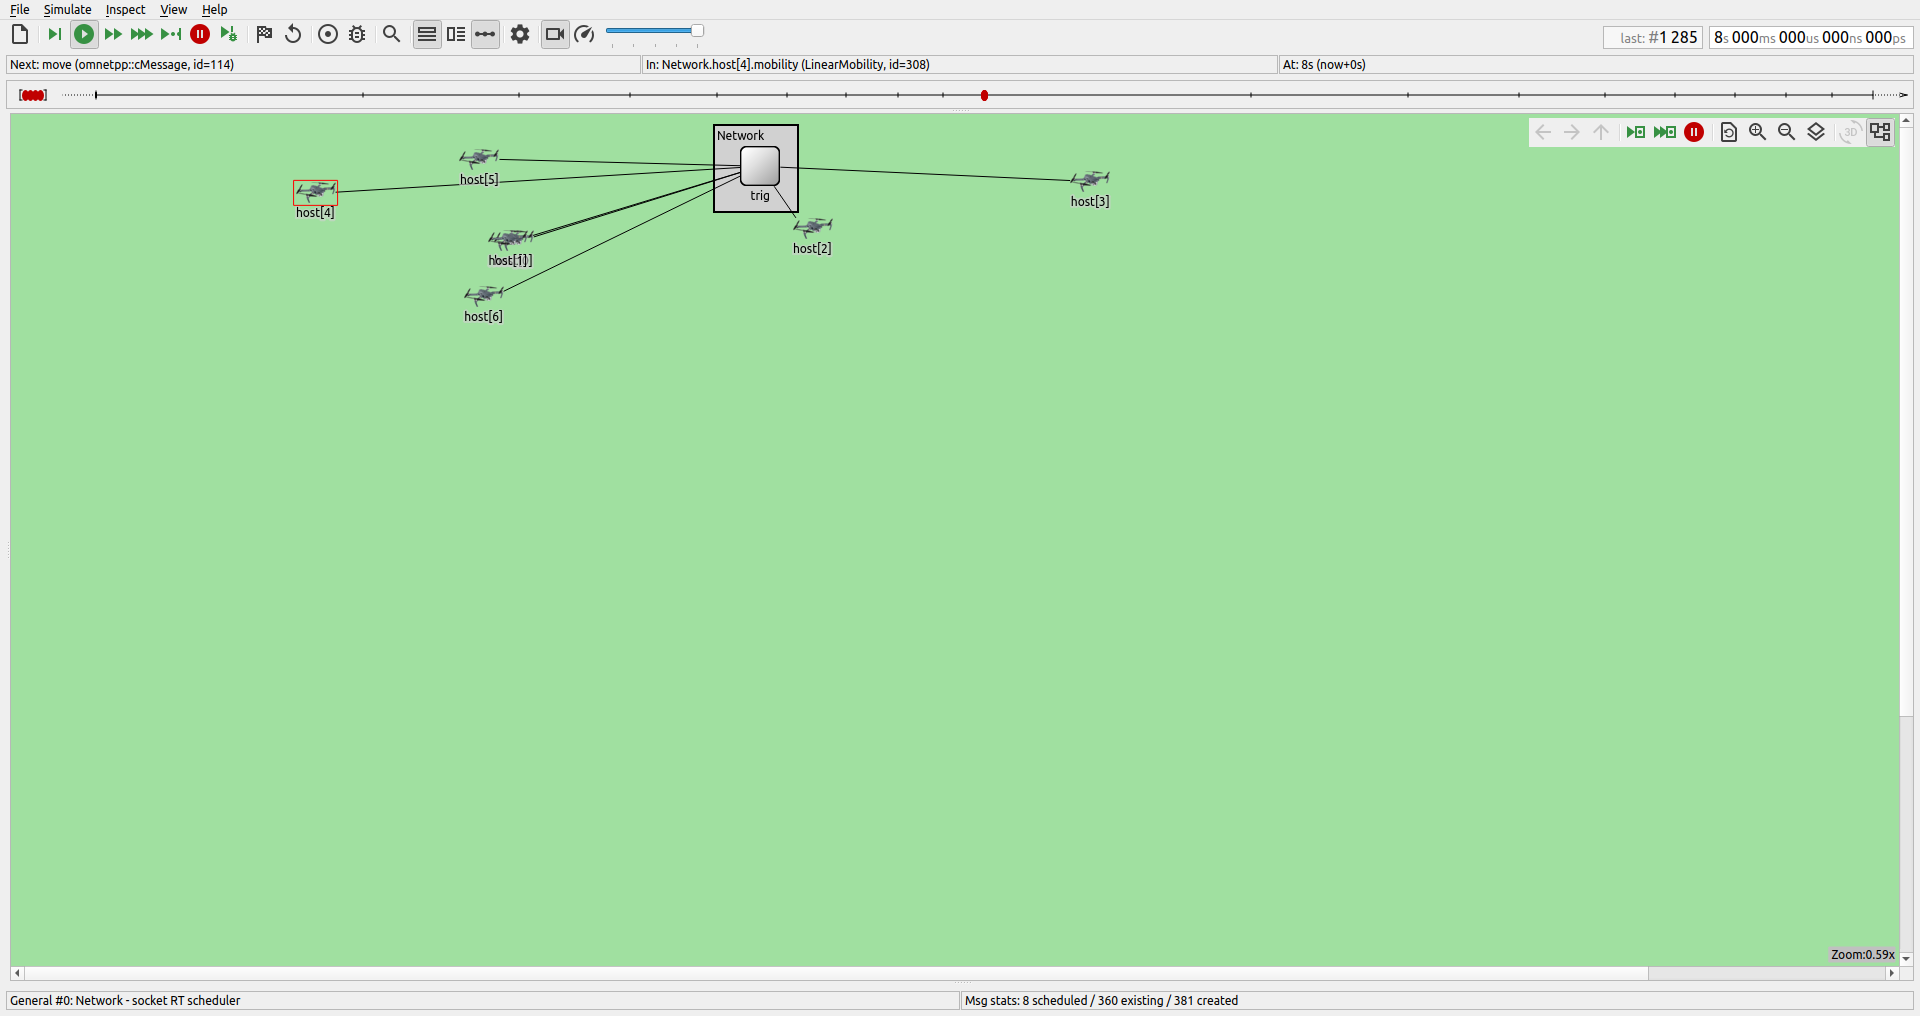 File Simulate Inspect View Help
last: #1 285 8s 000ms 000us 000ns 000ps
Next: move (omnetpp::cMessage, id=114) In: Network.host[4].mobility (LinearMobility, id=308) At: 8s (now+0s)
Network
3D
host[5]
trig
host[3]
host[4]
host[2]
host[1]
host[6]
Zoom:0.59x
General #0: Network - socket RT scheduler Msg stats: 8 scheduled / 360 existing / 381 created